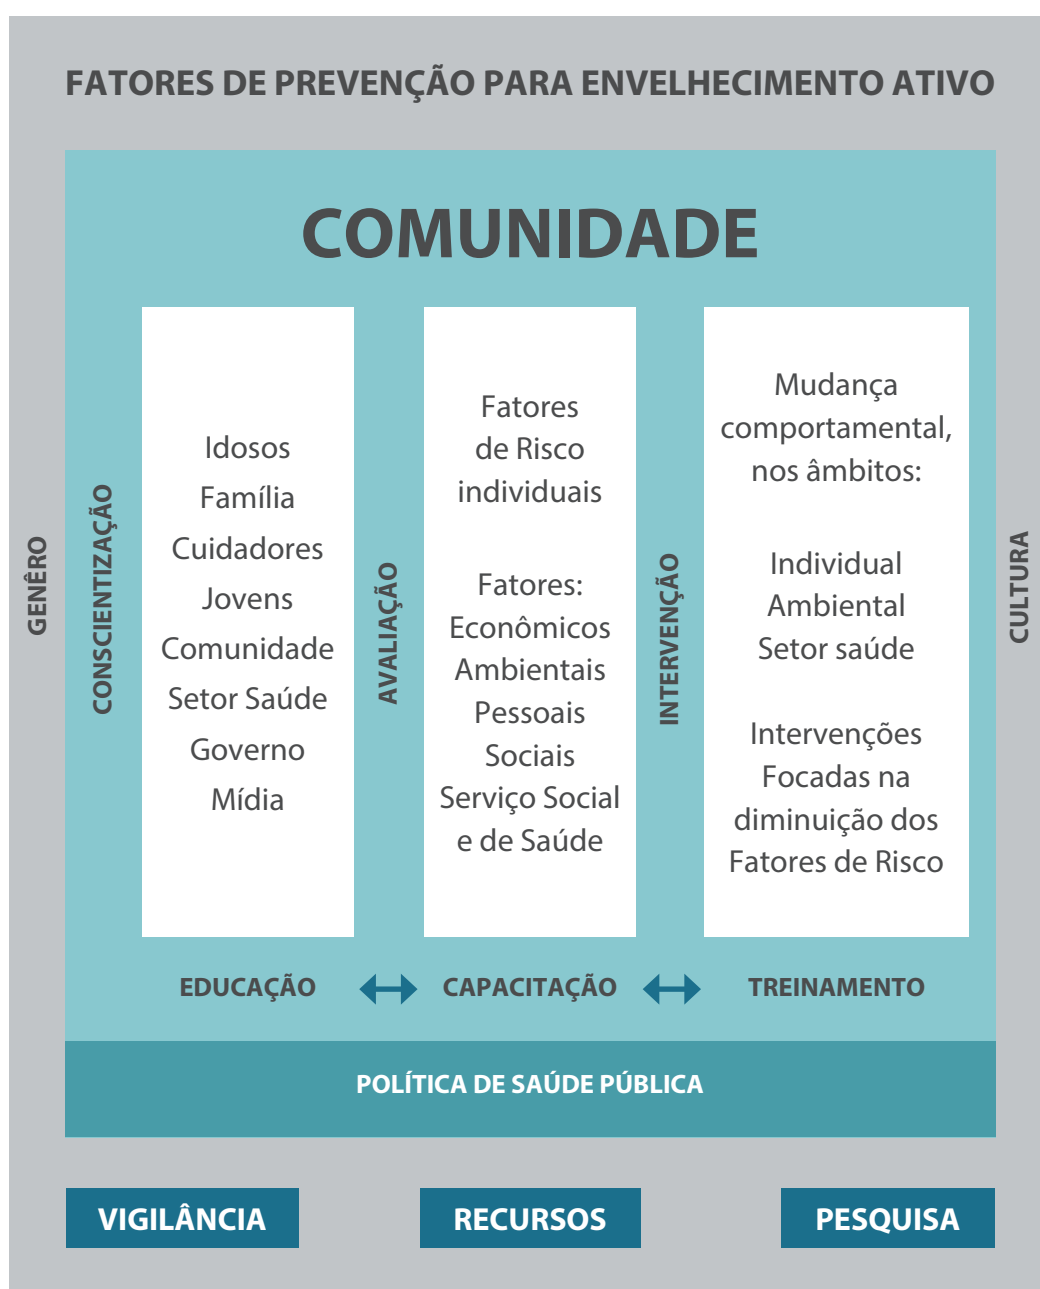 FATORES DE PREVENÇÃO PARA ENVELHECIMENTO ATIVO
COMUNIDADE
GENÊRO
CONSCIENTIZAÇÃO
Idosos
Família
Cuidadores
Jovens
Comunidade
Setor Saúde
Governo
Mídia
AVALIAÇÃO
Fatores
de Risco
individuais
Fatores:
Econômicos
Ambientais
Pessoais
Sociais
Serviço Social
e de Saúde
INTERVENÇÃO
Mudança
comportamental,
nos âmbitos:
Individual
Ambiental
Setor saúde
Intervenções
Focadas na
diminuição dos
Fatores de Risco
CULTURA
EDUCAÇÃO
CAPACITAÇÃO
TREINAMENTO
POLÍTICA DE SAÚDE PÚBLICA
VIGILÂNCIA
RECURSOS
PESQUISA